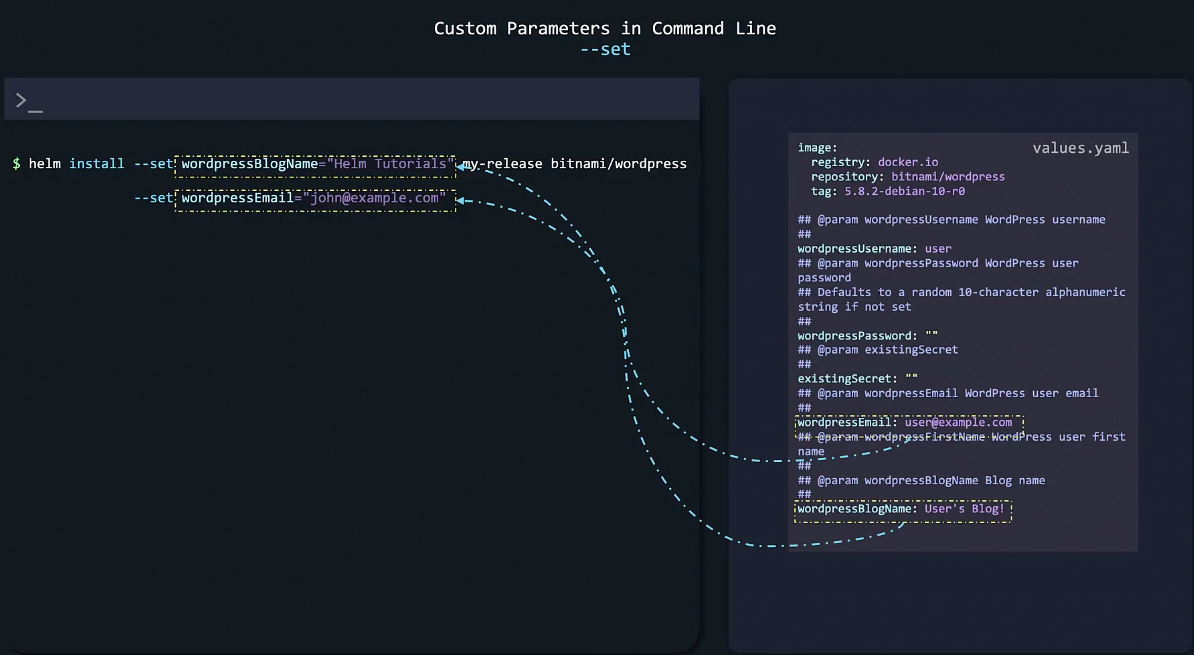 Custom Parameters in Command Line
--set
>_
$ helm install --set wordpressBlogName="Helm Tutorials" my-release bitnami/wordpress
--set wordpressEmail="john@example.com"
values.yaml
image:
registry: docker.io
repository: bitnami/wordpress
tag: 5.8.2-debian-10-r0
## @param wordpressUsername WordPress username
##
wordpressUsername: user
## @param wordpressPassword WordPress user
password
## Defaults to a random 10-character alphanumeric
string if not set
##
wordpressPassword: ""
## @param existingSecret
##
existingSecret: ""
## @param wordpressEmail WordPress user email
##
wordpressEmail: user@example.com
## @param wordpressFirstName WordPress user first
name
##
## @param wordpressBlogName Blog name
##
wordpressBlogName: User's Blog!